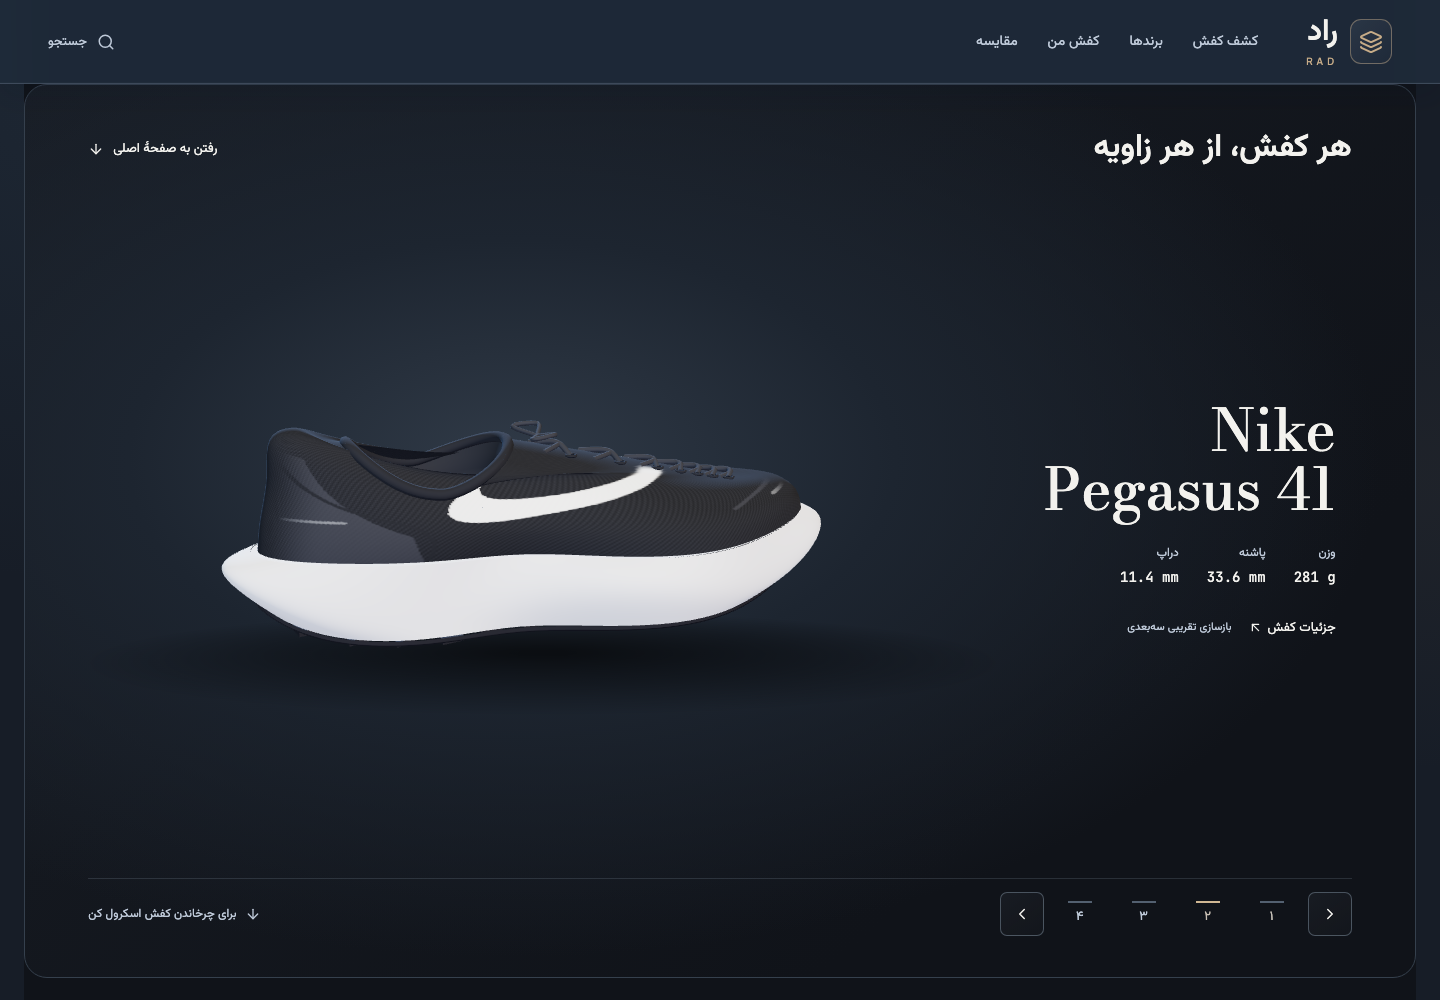 راد
RAD
کشف کفش
برندها
کفش من
مقایسه
جستجو
هر کفش، از هر زاویه
رفتن به صفحهٔ اصلی
Nike
Pegasus 41
وزن
پاشنه
دراپ
281 g
33.6 mm
11.4 mm
جزئیات کفش
بازسازی تقریبی سه‌بعدی
۱
۲
۳
۴
برای چرخاندن کفش اسکرول کن